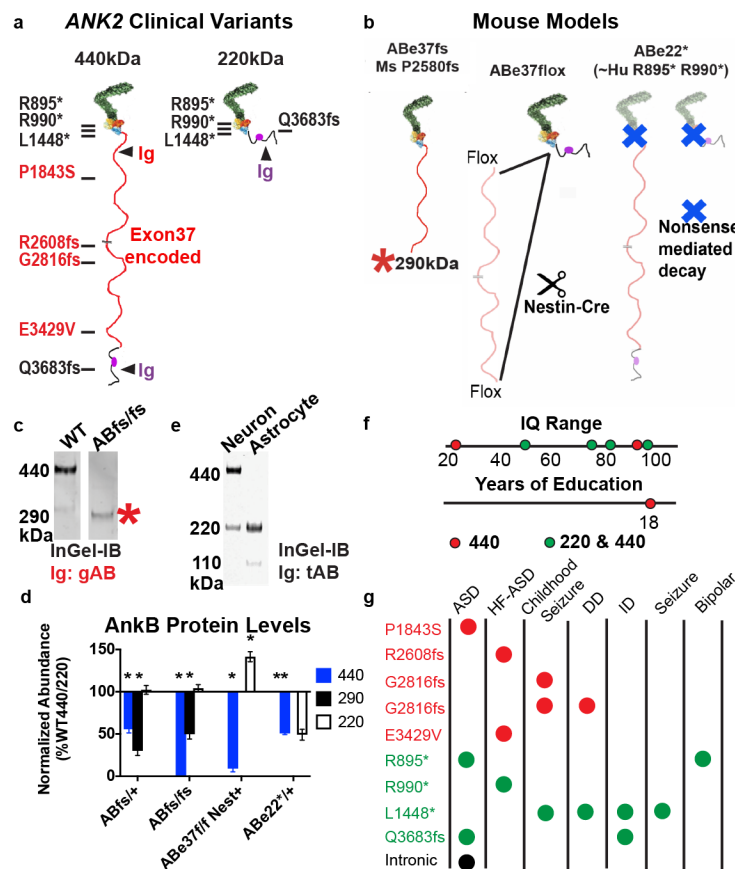 a
ANK2 Clinical Variants
440kDa
220kDa
R895*
R990*
L1448*
P1843S
R2608fs
G2816fs
E3429V
Q3683fs
Ig
Exon37
encoded
Ig
R895*
R990*
L1448*
Q3683fs
Ig
b
Mouse Models
ABe37fs
Ms P2580fs
ABe37flox
ABe22*
(~Hu R895* R990*)
*290kDa
Flox
Flox
Nestin-Cre
Nonsense
mediated
decay
c
WT
ABfs/fs
440
290
kDa
*
InGel-IB
Ig: gAB
e
Neuron
Astrocyte
440
220
110
kDa
InGel-IB
Ig: tAB
f
IQ Range
20 40 60 80 100
Years of Education
18
440
220 & 440
d
AnkB Protein Levels
Normalized Abundance
(%WT440/220)
150
100
50
0
50
100
* *
* *
*
*
**
440
290
220
ABfs/+
ABfs/fs
ABe37f/f Nest+
ABe22*/+
g
ASD
HF-ASD
Childhood
Seizure
DD
ID
Seizure
Bipolar
P1843S
R2608fs
G2816fs
G2816fs
E3429V
R895*
R990*
L1448*
Q3683fs
Intronic